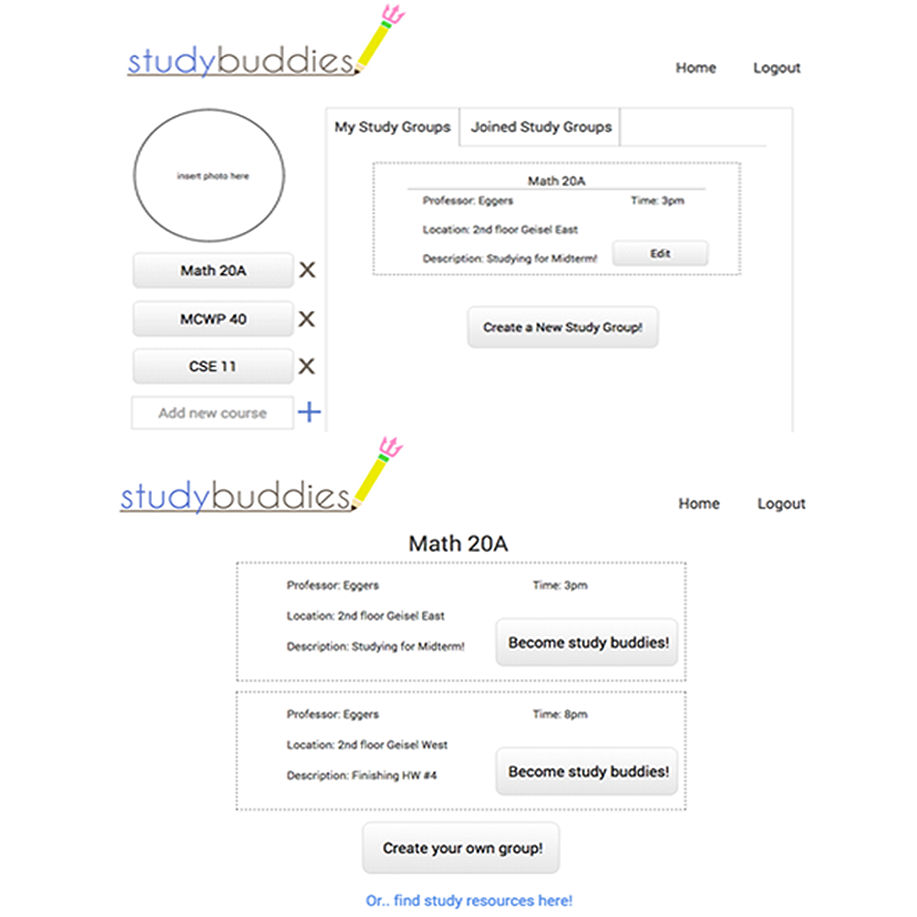 studybuddies
Home Logout
My Study Groups Joined Study Groups
insert photo here
Math 20A
Professor: Eggers Time: 3pm
Location: 2nd floor Geisel East
Description: Studying for Midterm! Edit
Math 20A X
MCWP 40 X
CSE 11 X
Add new course +
Create a New Study Group!
studybuddies
Home Logout
Math 20A
Professor: Eggers Time: 3pm
Location: 2nd floor Geisel East
Description: Studying for Midterm! Become study buddies!
Professor: Eggers Time: 8pm
Location: 2nd floor Geisel West
Description: Finishing HW #4 Become study buddies!
Create your own group!
Or.. find study resources here!